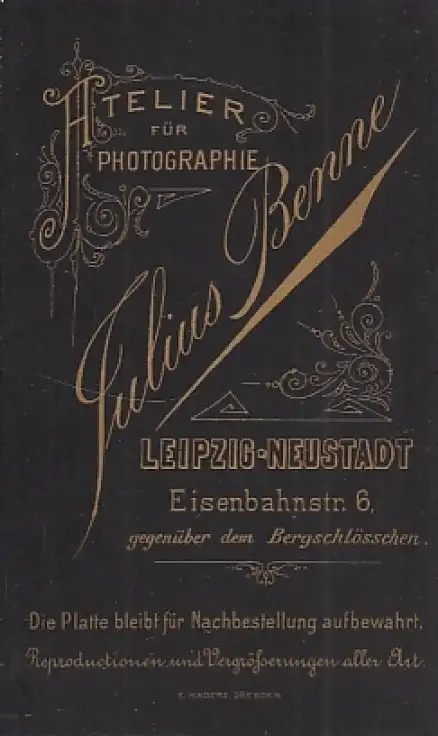 ATELIER
FÜR
PHOTOGRAPHIE
Julius Benne
LEIPZIG-NEUSTADT
Eisenbahnstr. 6,
gegenüber dem Bergschlösschen.
Die Platte bleibt für Nachbestellung aufbewahrt.
Reproductionen und Vergröſserungen aller Art.
DRESDEN